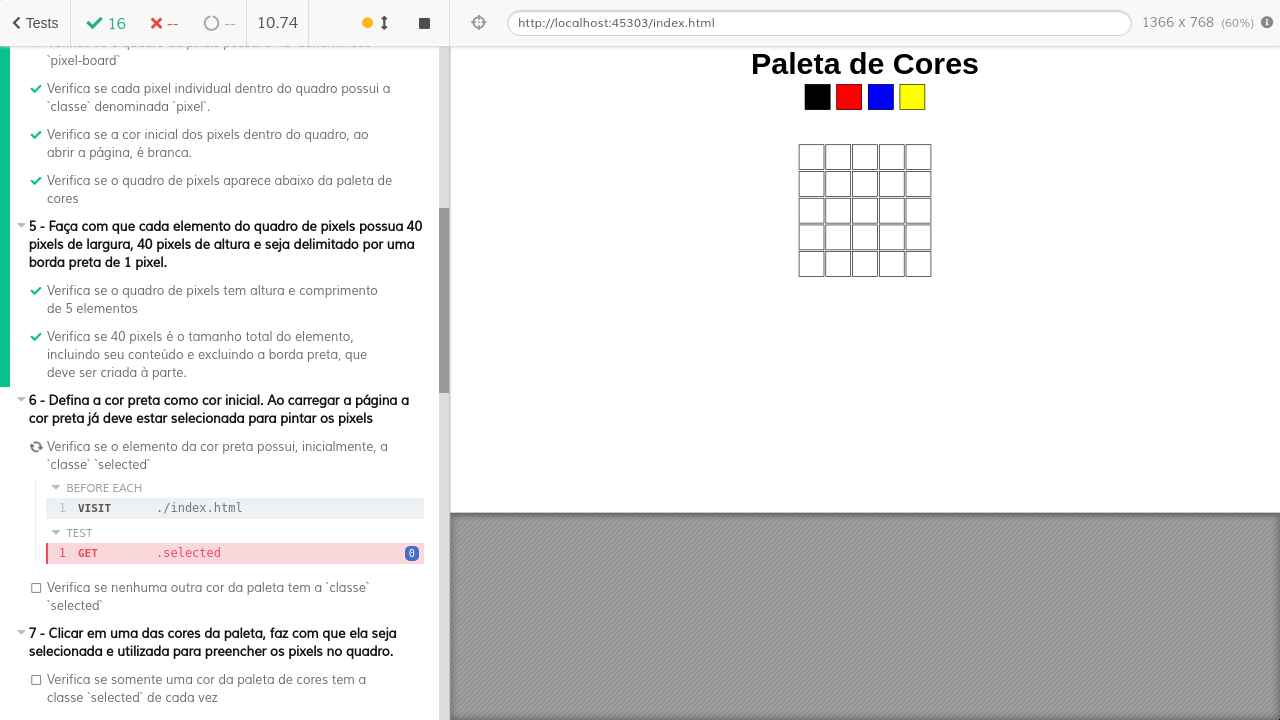 Tests 16 -- -- 10.74
http://localhost:45303/index.html 1366 x 768 (60%)
`pixel-board`
Verifica se cada pixel individual dentro do quadro possui a
`classe` denominada `pixel`.
Verifica se a cor inicial dos pixels dentro do quadro, ao
abrir a página, é branca.
Verifica se o quadro de pixels aparece abaixo da paleta de
cores
5 - Faça com que cada elemento do quadro de pixels possua 40
pixels de largura, 40 pixels de altura e seja delimitado por uma
borda preta de 1 pixel.
Verifica se o quadro de pixels tem altura e comprimento
de 5 elementos
Verifica se 40 pixels é o tamanho total do elemento,
incluindo seu conteúdo e excluindo a borda preta, que
deve ser criada à parte.
6 - Defina a cor preta como cor inicial. Ao carregar a página a
cor preta já deve estar selecionada para pintar os pixels
Verifica se o elemento da cor preta possui, inicialmente, a
`classe` `selected`
BEFORE EACH
1 VISIT ./index.html
TEST
1 GET .selected 0
Verifica se nenhuma outra cor da paleta tem a `classe`
`selected`
7 - Clicar em uma das cores da paleta, faz com que ela seja
selecionada e utilizada para preencher os pixels no quadro.
Verifica se somente uma cor da paleta de cores tem a
classe `selected` de cada vez
Paleta de Cores